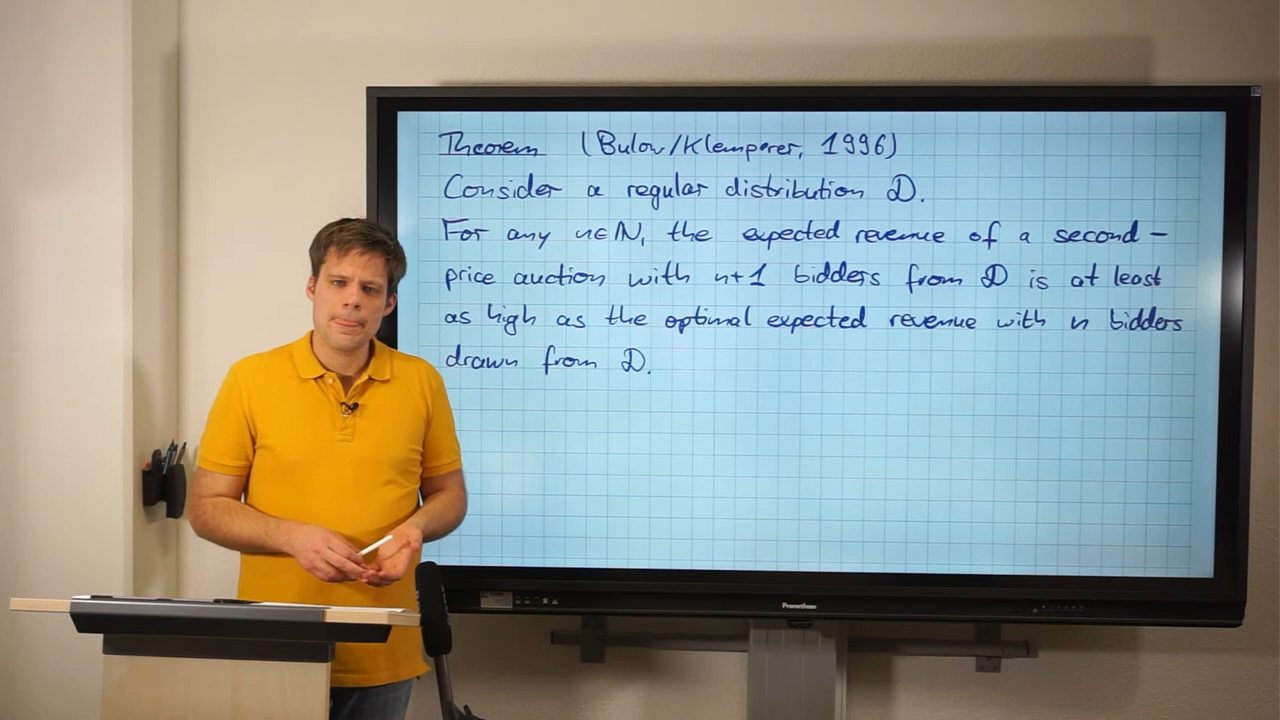 Theorem (Bulow/Klemperer, 1996)
Consider a regular distribution D.
For any n∈ℕ, the expected revenue of a second-
price auction with n+1 bidders from D is at least
as high as the optimal expected revenue with n bidders
drawn from D.
Promethean